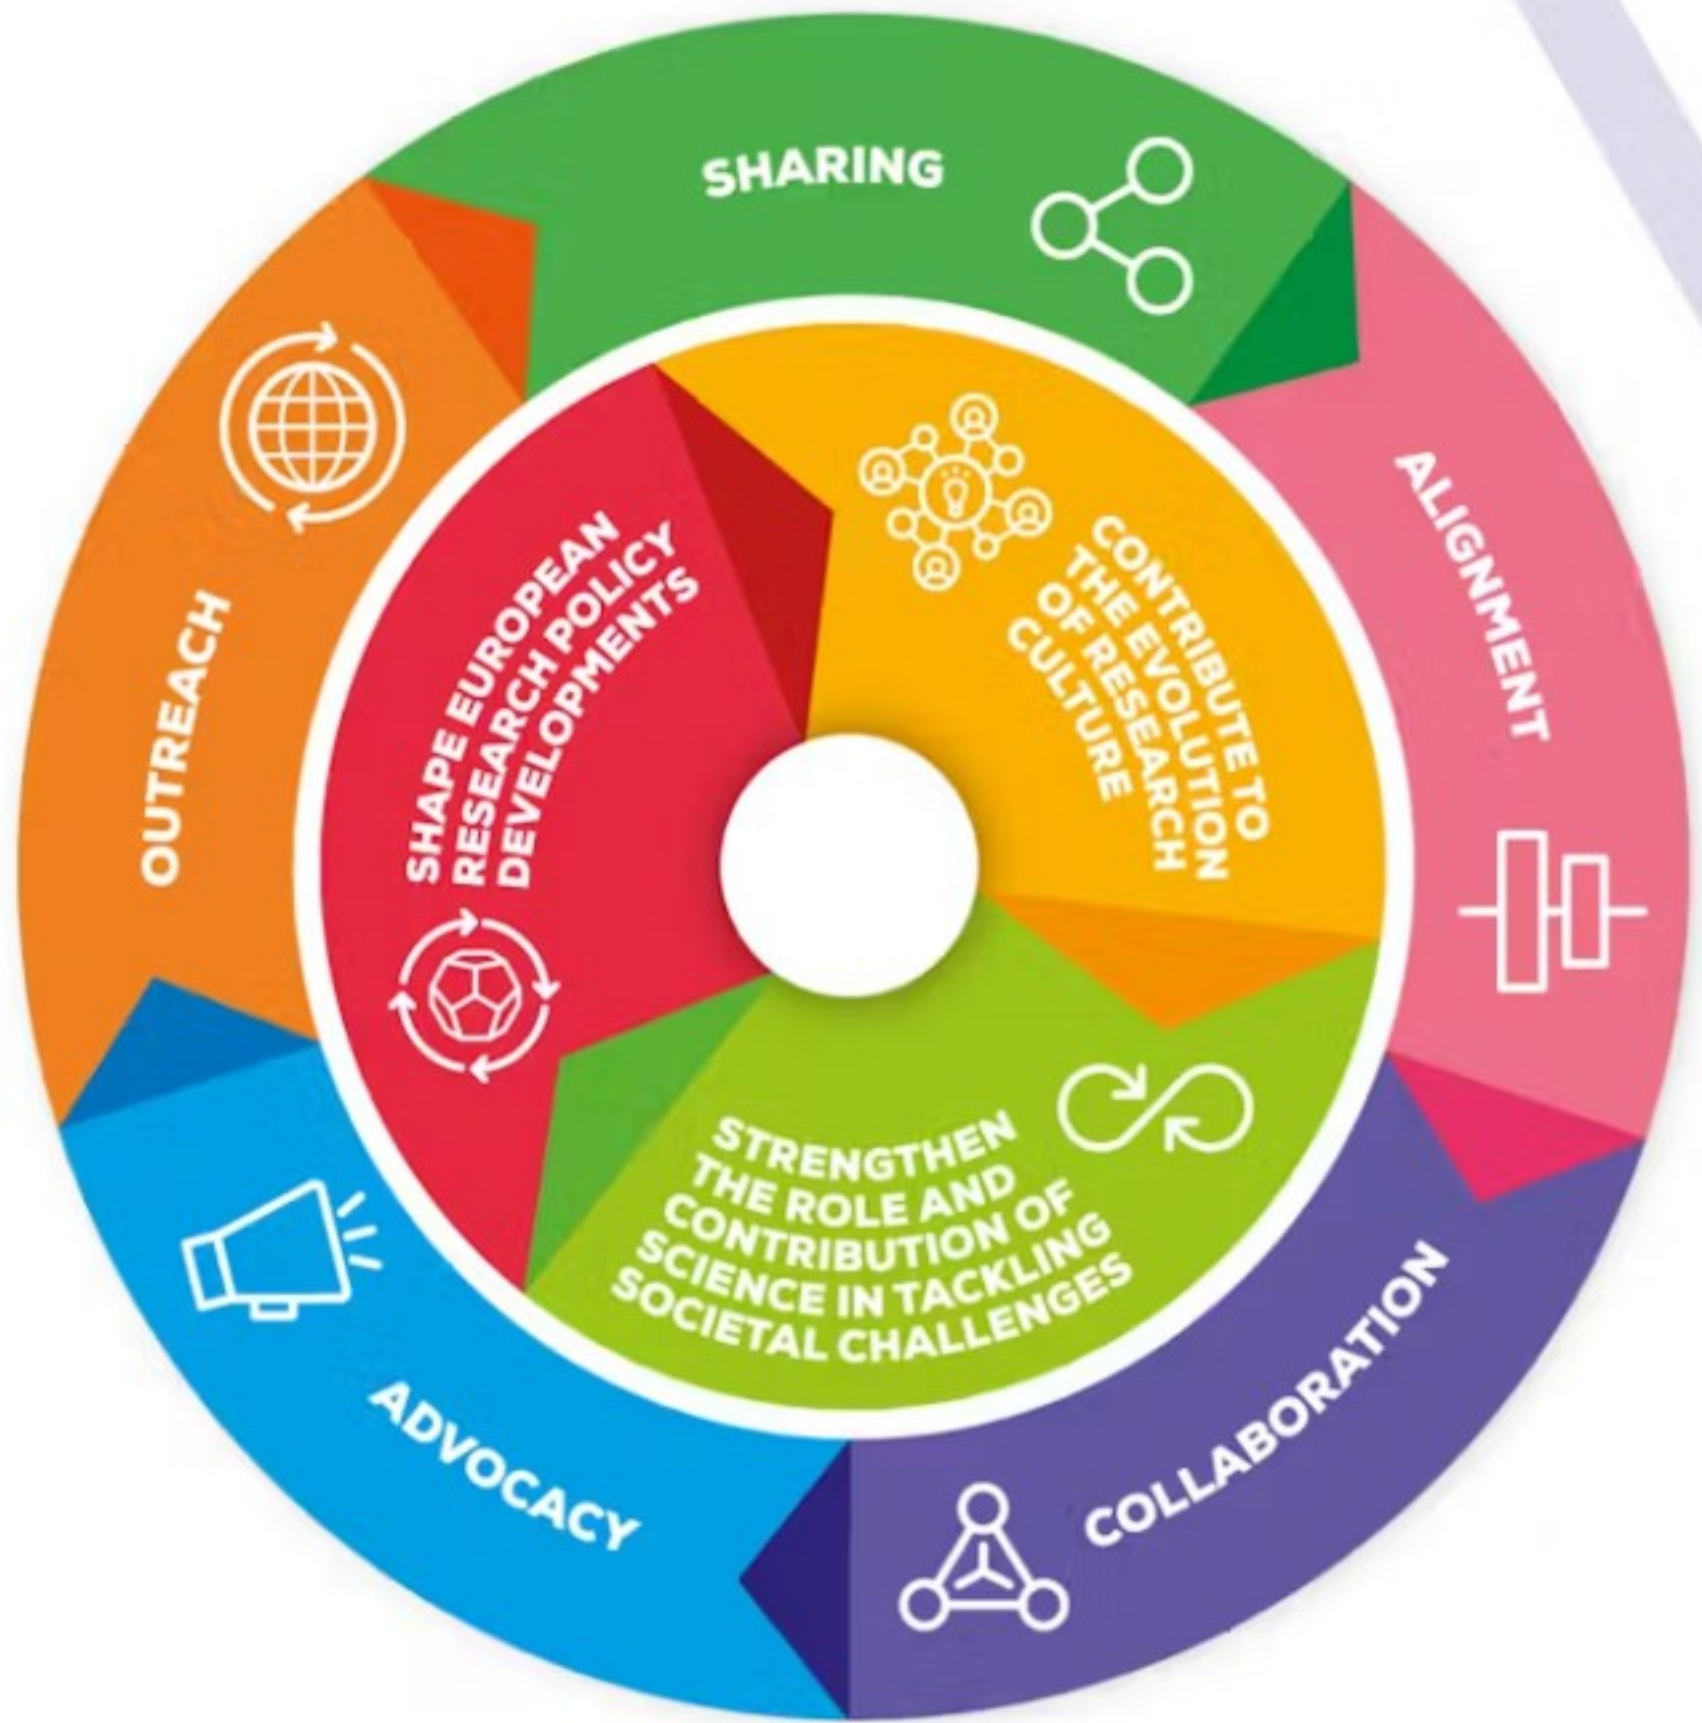 SHARING
ALIGNMENT
COLLABORATION
ADVOCACY
OUTREACH
CONTRIBUTE TO
THE EVOLUTION
OF RESEARCH
CULTURE
STRENGTHEN
THE ROLE AND
CONTRIBUTION OF
SCIENCE IN TACKLING
SOCIETAL CHALLENGES
SHAPE EUROPEAN
RESEARCH POLICY
DEVELOPMENTS